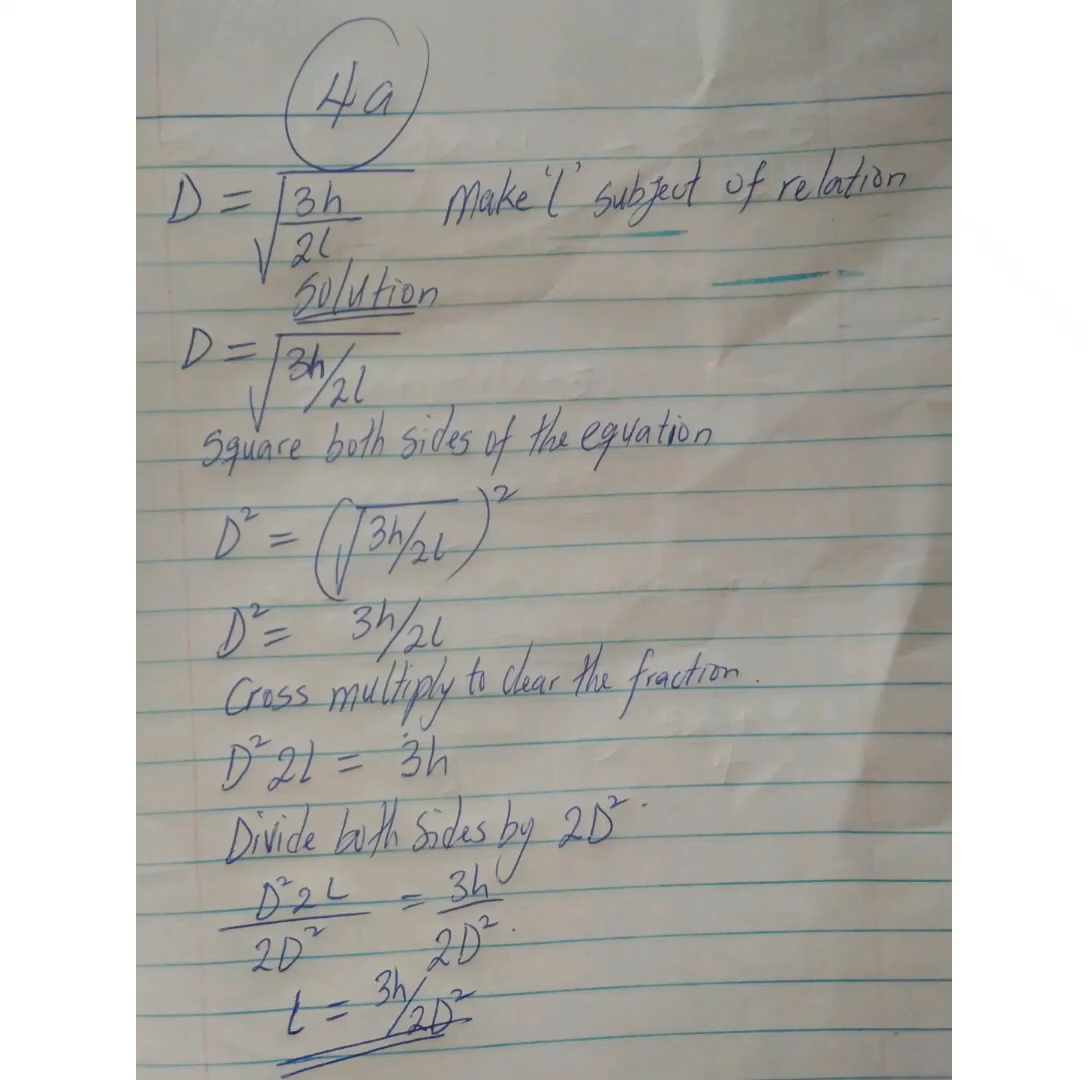 4a
D = √3h/2l Make 'l' subject of relation
Solution
D = √3h/2l
Square both sides of the equation
D² = (√3h/2l)²
D² = 3h/2l
Cross multiply to clear the fraction.
D²2l = 3h
Divide both sides by 2D².
D²2L/2D² = 3h/2D².
l = 3h/2D²